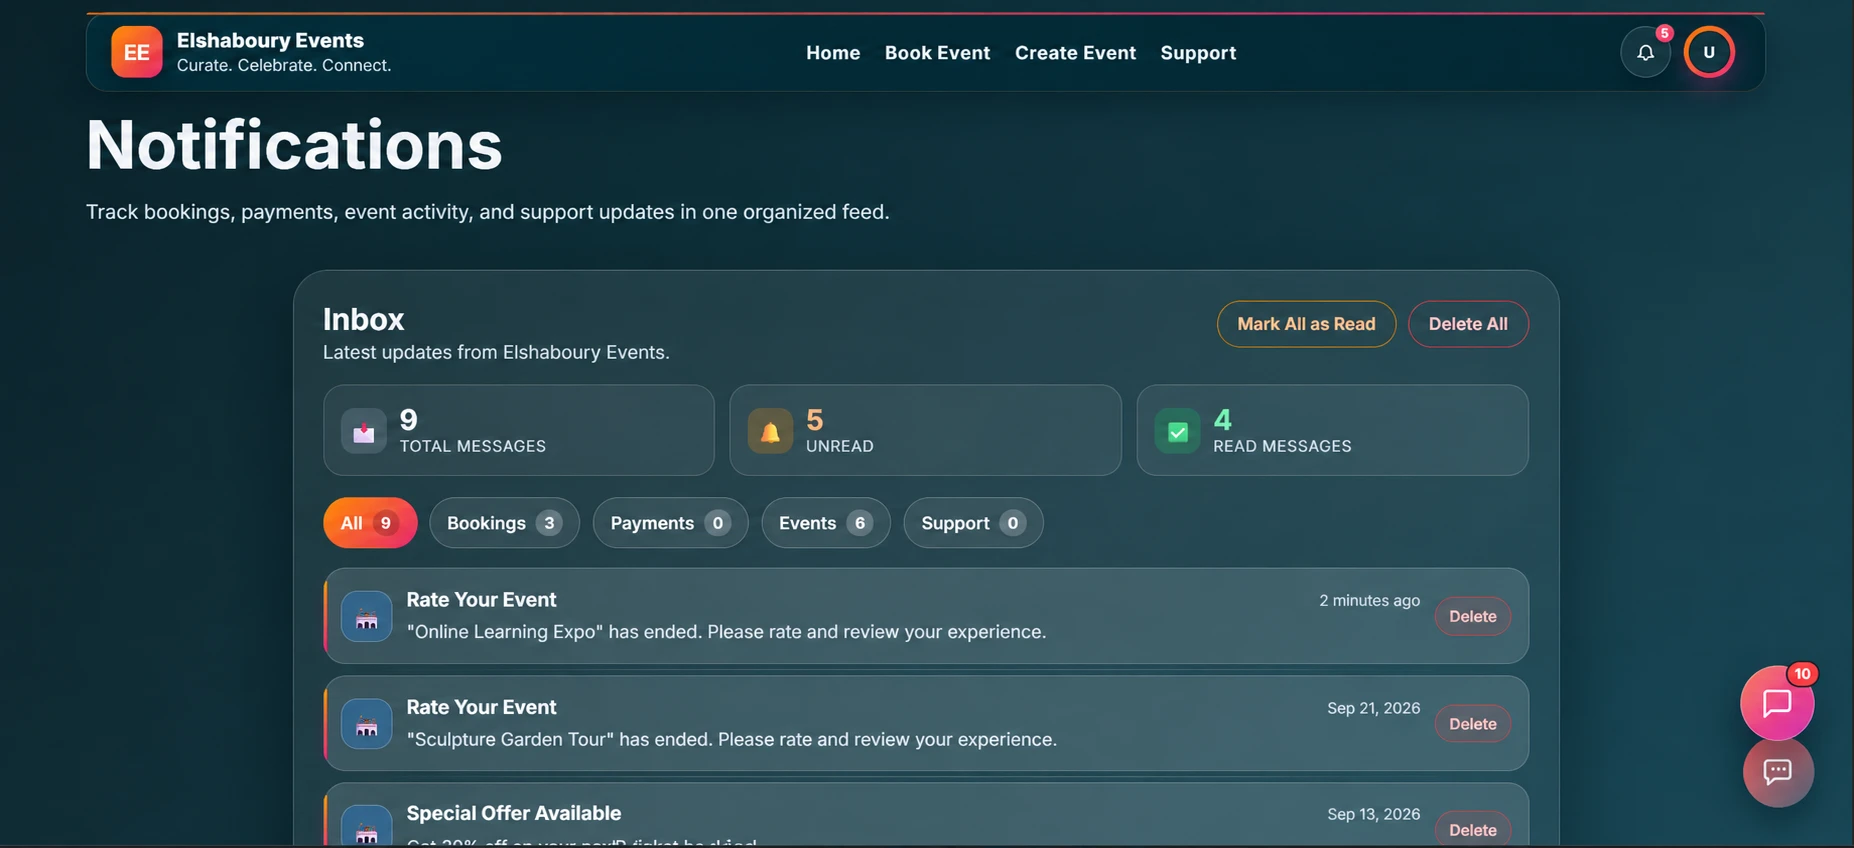 EE
Elshaboury Events
Curate. Celebrate. Connect.
Home Book Event Create Event Support
5
U
Notifications
Track bookings, payments, event activity, and support updates in one organized feed.
Inbox
Latest updates from Elshaboury Events.
Mark All as Read Delete All
9
TOTAL MESSAGES
5
UNREAD
4
READ MESSAGES
All 9 Bookings 3 Payments 0 Events 6 Support 0
Rate Your Event
2 minutes ago
"Online Learning Expo" has ended. Please rate and review your experience.
Delete
Rate Your Event
Sep 21, 2026
"Sculpture Garden Tour" has ended. Please rate and review your experience.
Delete
10
Special Offer Available
Sep 13, 2026
Delete